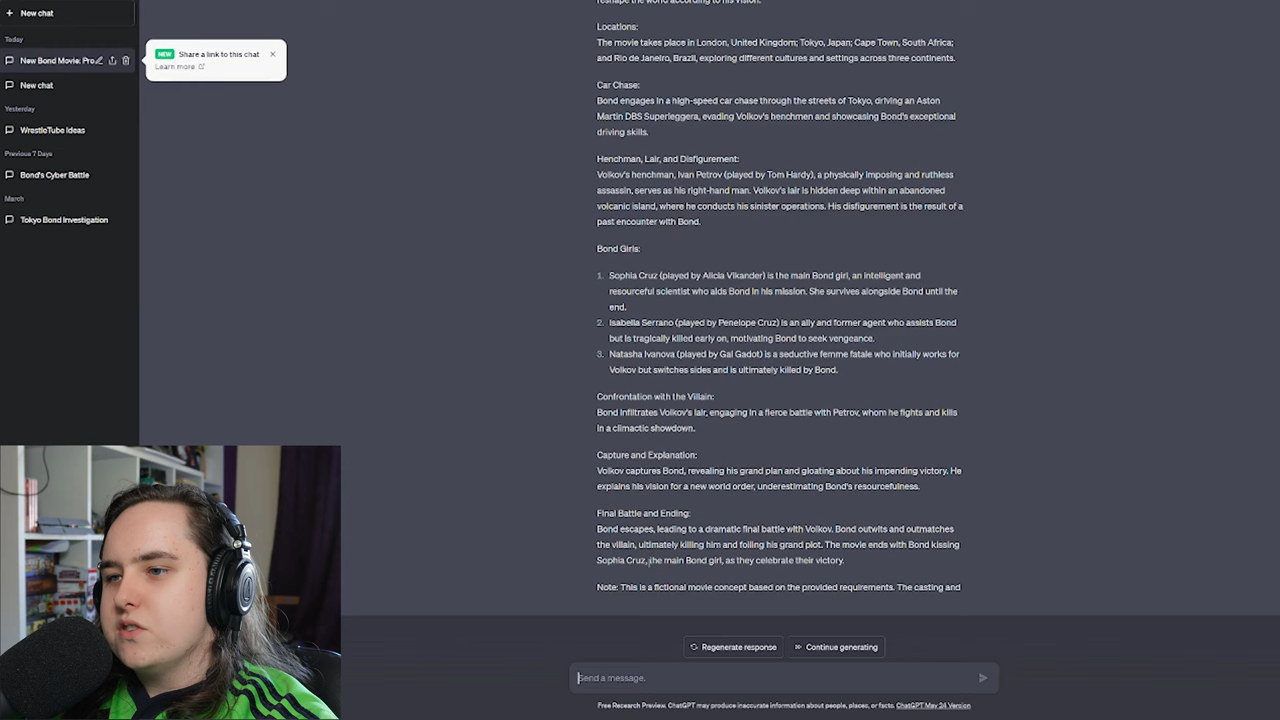 New chat
Today
New Bond Movie: Pro
New chat
Yesterday
WrestleTube Ideas
Previous 7 Days
Bond's Cyber Battle
March
Tokyo Bond Investigation
NEW Share a link to this chat
Learn more
reshape the world according to his vision.
Locations:
The movie takes place in London, United Kingdom; Tokyo, Japan; Cape Town, South Africa;
and Rio de Janeiro, Brazil, exploring different cultures and settings across three continents.
Car Chase:
Bond engages in a high-speed car chase through the streets of Tokyo, driving an Aston
Martin DBS Superleggera, evading Volkov's henchmen and showcasing Bond's exceptional
driving skills.
Henchman, Lair, and Disfigurement:
Volkov's henchman, Ivan Petrov (played by Tom Hardy), a physically imposing and ruthless
assassin, serves as his right-hand man. Volkov's lair is hidden deep within an abandoned
volcanic island, where he conducts his sinister operations. His disfigurement is the result of a
past encounter with Bond.
Bond Girls:
1. Sophia Cruz (played by Alicia Vikander) is the main Bond girl, an intelligent and
resourceful scientist who aids Bond in his mission. She survives alongside Bond until the
end.
2. Isabella Serrano (played by Penelope Cruz) is an ally and former agent who assists Bond
but is tragically killed early on, motivating Bond to seek vengeance.
3. Natasha Ivanova (played by Gal Gadot) is a seductive femme fatale who initially works for
Volkov but switches sides and is ultimately killed by Bond.
Confrontation with the Villain:
Bond infiltrates Volkov's lair, engaging in a fierce battle with Petrov, whom he fights and kills
in a climactic showdown.
Capture and Explanation:
Volkov captures Bond, revealing his grand plan and gloating about his impending victory. He
explains his vision for a new world order, underestimating Bond's resourcefulness.
Final Battle and Ending:
Bond escapes, leading to a dramatic final battle with Volkov. Bond outwits and outmatches
the villain, ultimately killing him and foiling his grand plot. The movie ends with Bond kissing
Sophia Cruz, the main Bond girl, as they celebrate their victory.
Note: This is a fictional movie concept based on the provided requirements. The casting and
Regenerate response
Continue generating
Send a message.
Free Research Preview. ChatGPT may produce inaccurate information about people, places, or facts. ChatGPT May 24 Version